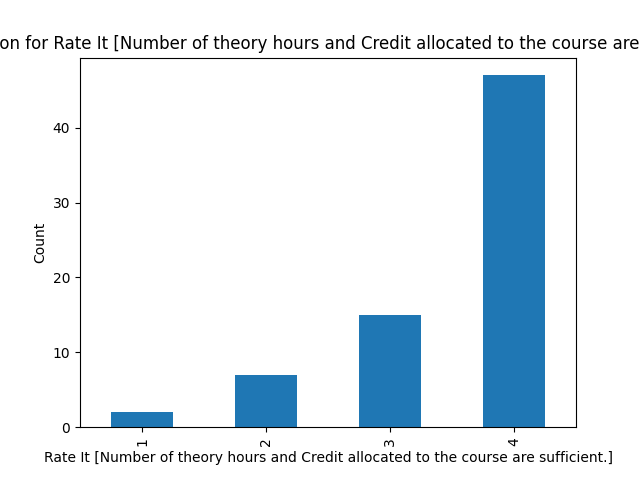 on for Rate It [Number of theory hours and Credit allocated to the course are
40
30
20
10
0
Count
1 2 3 4
Rate It [Number of theory hours and Credit allocated to the course are sufficient.]